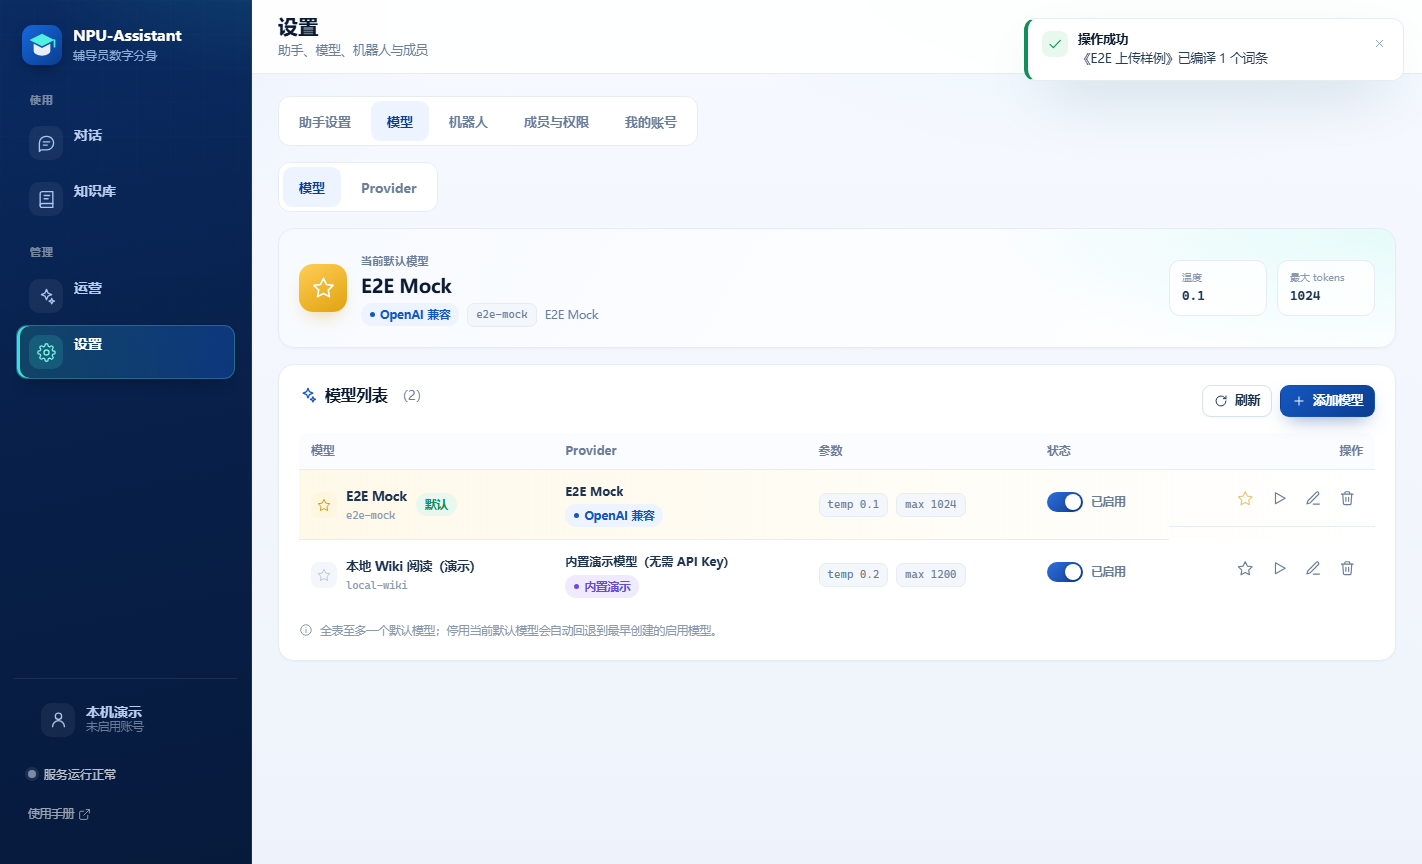 NPU-Assistant
辅导员数字分身
使用
对话
知识库
管理
运营
设置
本机演示
未启用账号
服务运行正常
使用手册
设置
助手、模型、机器人与成员
操作成功
《E2E 上传样例》已编译 1 个词条
助手设置
模型
机器人
成员与权限
我的账号
模型
Provider
当前默认模型
E2E Mock
OpenAI 兼容
e2e-mock
E2E Mock
温度
0.1
最大 tokens
1024
模型列表 (2)
刷新
添加模型
模型
Provider
参数
状态
操作
E2E Mock
e2e-mock
默认
E2E Mock
OpenAI 兼容
temp 0.1
max 1024
已启用
本地 Wiki 阅读（演示）
local-wiki
内置演示模型（无需 API Key）
内置演示
temp 0.2
max 1200
已启用
全表至多一个默认模型；停用当前默认模型会自动回退到最早创建的启用模型。